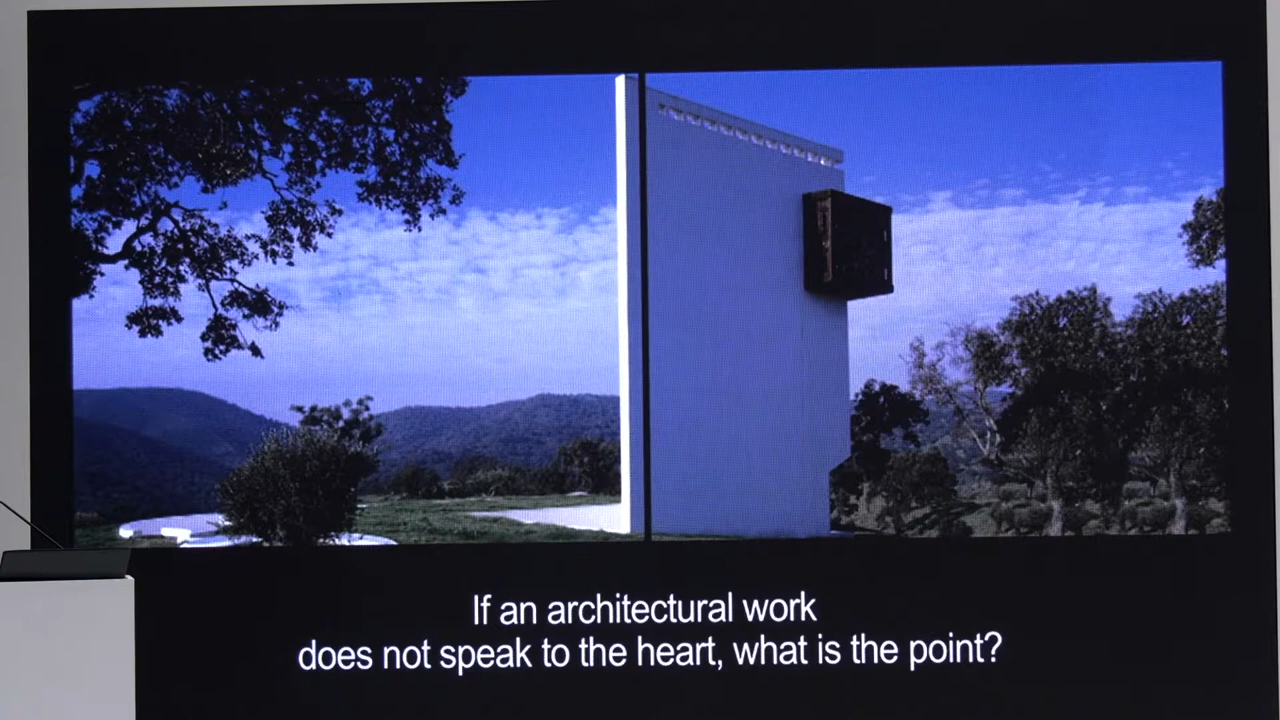 If an architectural work
does not speak to the heart, what is the point?